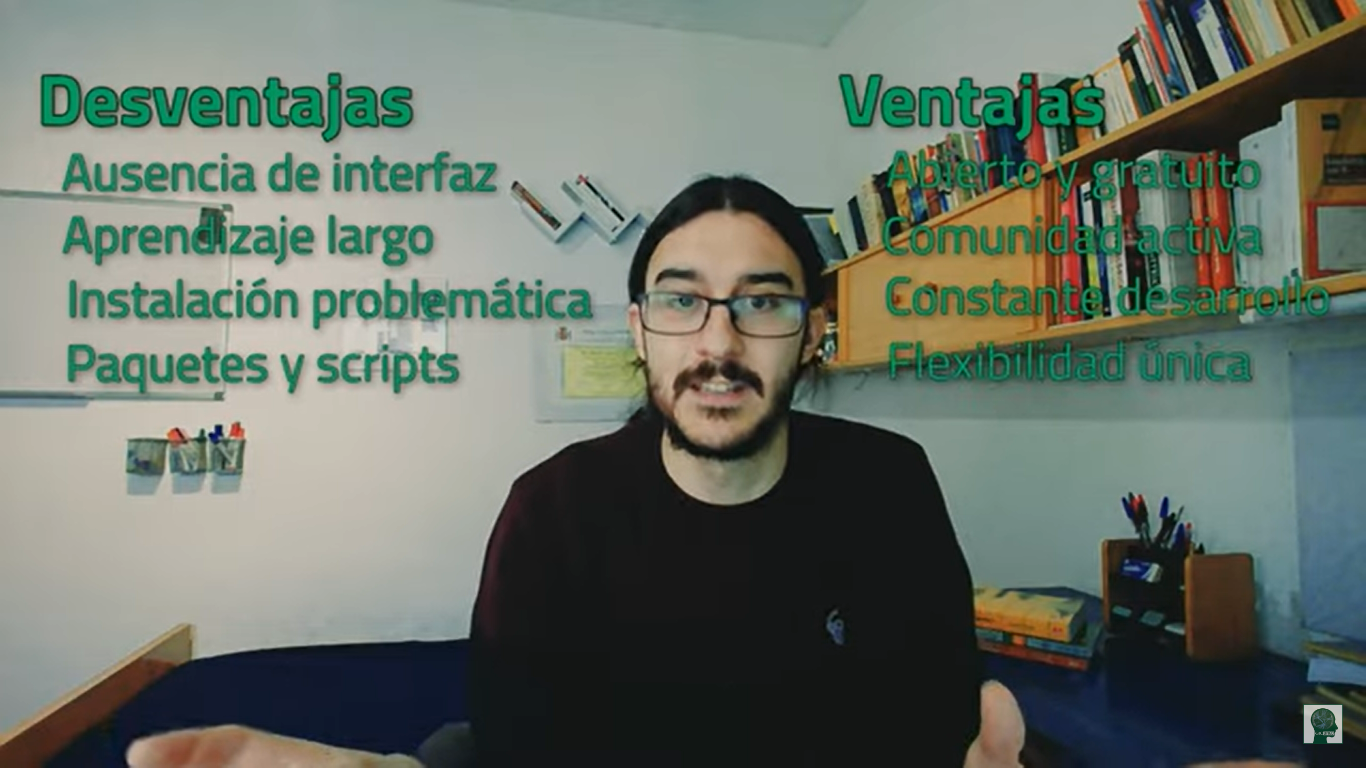 Desventajas
Ausencia de interfaz
Aprendizaje largo
Instalación problemática
Paquetes y scripts
Ventajas
Abierto y gratuito
Comunidad activa
Constante desarrollo
Flexibilidad única